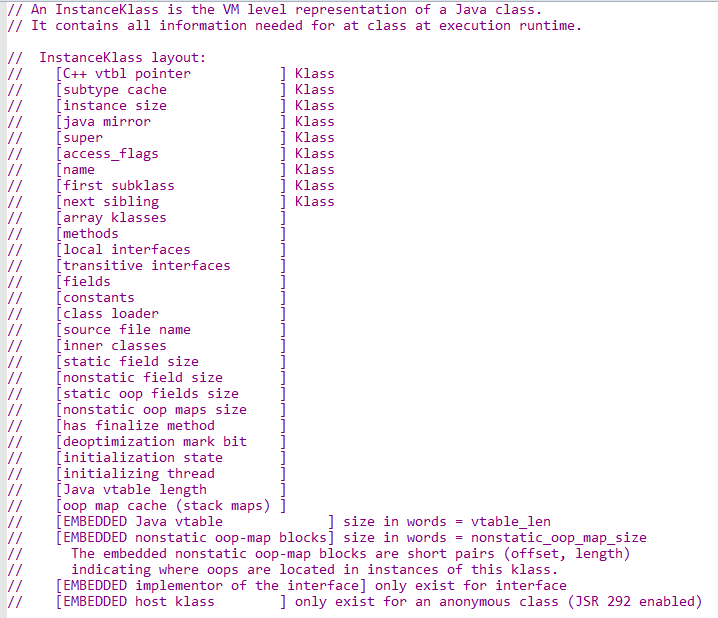 // An InstanceKlass is the VM level representation of a Java class.
// It contains all information needed for at class at execution runtime.
//  InstanceKlass layout:
//    [C++ vtbl pointer           ] Klass
//    [subtype cache              ] Klass
//    [instance size              ] Klass
//    [java mirror                ] Klass
//    [super                      ] Klass
//    [access_flags               ] Klass
//    [name                       ] Klass
//    [first subklass             ] Klass
//    [next sibling               ] Klass
//    [array klasses              ]
//    [methods                    ]
//    [local interfaces           ]
//    [transitive interfaces      ]
//    [fields                     ]
//    [constants                  ]
//    [class loader               ]
//    [source file name           ]
//    [inner classes              ]
//    [static field size          ]
//    [nonstatic field size       ]
//    [static oop fields size     ]
//    [nonstatic oop maps size    ]
//    [has finalize method        ]
//    [deoptimization mark bit    ]
//    [initialization state       ]
//    [initializing thread        ]
//    [Java vtable length         ]
//    [oop map cache (stack maps) ]
//    [EMBEDDED Java vtable             ] size in words = vtable_len
//    [EMBEDDED nonstatic oop-map blocks] size in words = nonstatic_oop_map_size
//      The embedded nonstatic oop-map blocks are short pairs (offset, length)
//      indicating where oops are located in instances of this klass.
//    [EMBEDDED implementor of the interface] only exist for interface
//    [EMBEDDED host klass        ] only exist for an anonymous class (JSR 292 enabled)